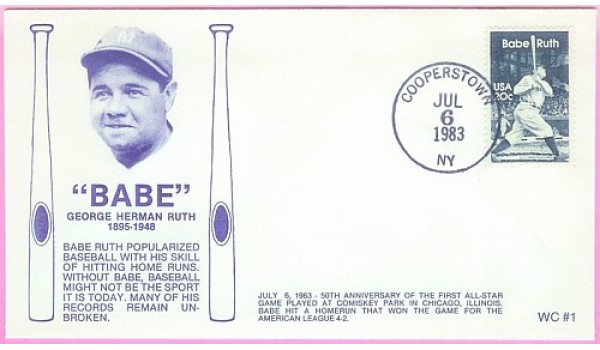 "BABE"
GEORGE HERMAN RUTH
1895-1948
BABE RUTH POPULARIZED
BASEBALL WITH HIS SKILL
OF HITTING HOME RUNS.
WITHOUT BABE, BASEBALL
MIGHT NOT BE THE SPORT
IT IS TODAY. MANY OF HIS
RECORDS REMAIN UN-
BROKEN.
COOPERSTOWN
JUL
6
1983
NY
Babe Ruth
USA
20c
JULY 6, 1983 - 50TH ANNIVERSARY OF THE FIRST ALL-STAR
GAME PLAYED AT COMISKEY PARK IN CHICAGO, ILLINOIS.
BABE HIT A HOMERUN THAT WON THE GAME FOR THE
AMERICAN LEAGUE 4-2.
WC #1